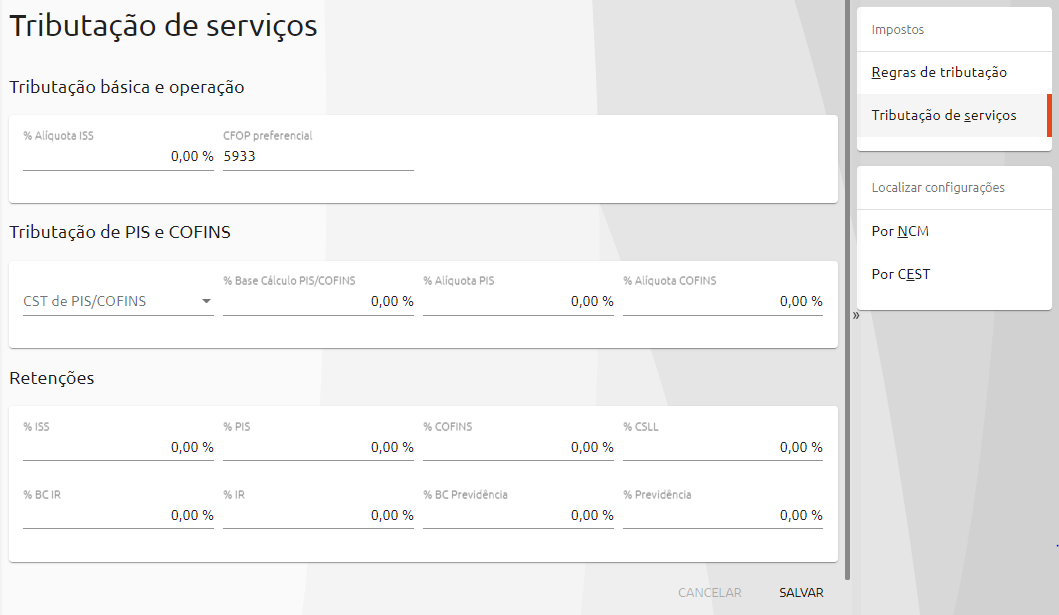 Tributação de serviços
Tributação básica e operação
% Alíquota ISS
CFOP preferencial
0,00 %
5933
Tributação de PIS e COFINS
CST de PIS/COFINS
% Base Cálculo PIS/COFINS
0,00 %
% Alíquota PIS
0,00 %
% Alíquota COFINS
0,00 %
Retenções
% ISS
0,00 %
% PIS
0,00 %
% COFINS
0,00 %
% CSLL
0,00 %
% BC IR
0,00 %
% IR
0,00 %
% BC Previdência
0,00 %
% Previdência
0,00 %
CANCELAR
SALVAR
»
Impostos
Regras de tributação
Tributação de serviços
Localizar configurações
Por NCM
Por CEST